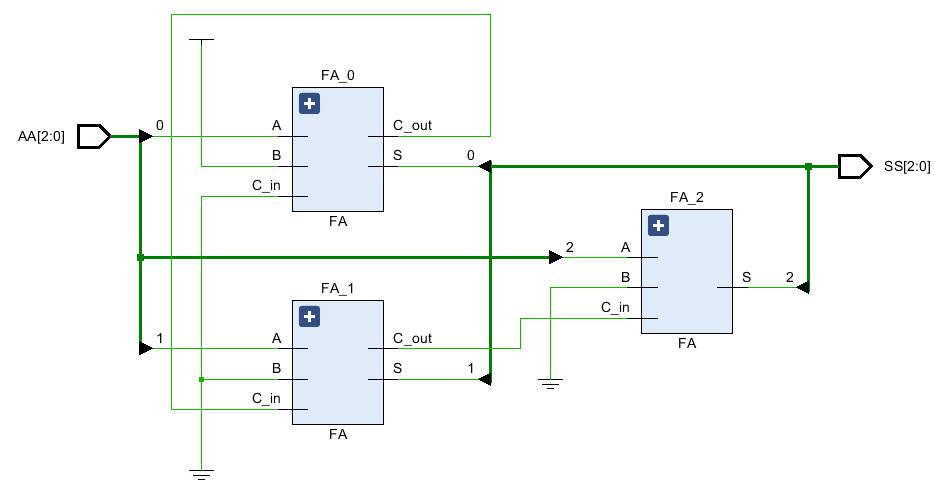 FA_0
AA[2:0]
0
A
C_out
B
S
0
C_in
FA
SS[2:0]
FA_2
2
A
B
S
2
C_in
FA
FA_1
1
A
C_out
B
S
1
C_in
FA